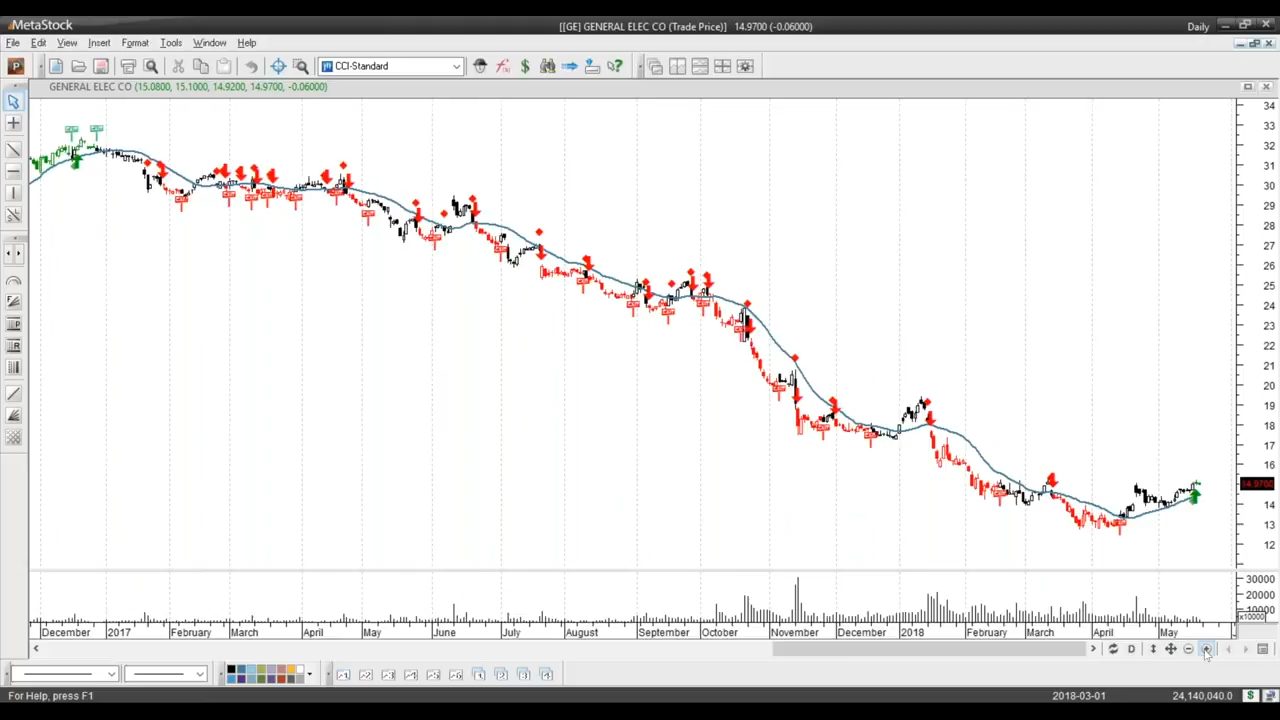 MetaStock
[[GE] GENERAL ELEC CO (Trade Price)] 14.9700 (-0.06000)
Daily
File Edit View Insert Format Tools Window Help
P
CCI-Standard
GENERAL ELEC CO (15.0800, 15.1000, 14.9200, 14.9700, -0.06000)
34
33
32
31
30
29
28
27
26
25
24
23
22
21
20
19
18
17
16
14.9700
14
13
12
30000
20000
10000
x10000
December 2017 February March April May June July August September October November December 2018 February March April May
D
For Help, press F1
2018-03-01
24,140,040.0